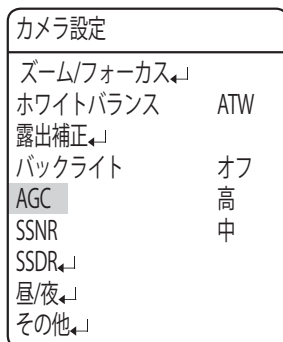 カメラ設定
ズーム/フォーカス↵
ホワイトバランス ATW
露出補正↵
バックライト オフ
AGC 高
SSNR 中
SSDR↵
昼/夜↵
その他↵